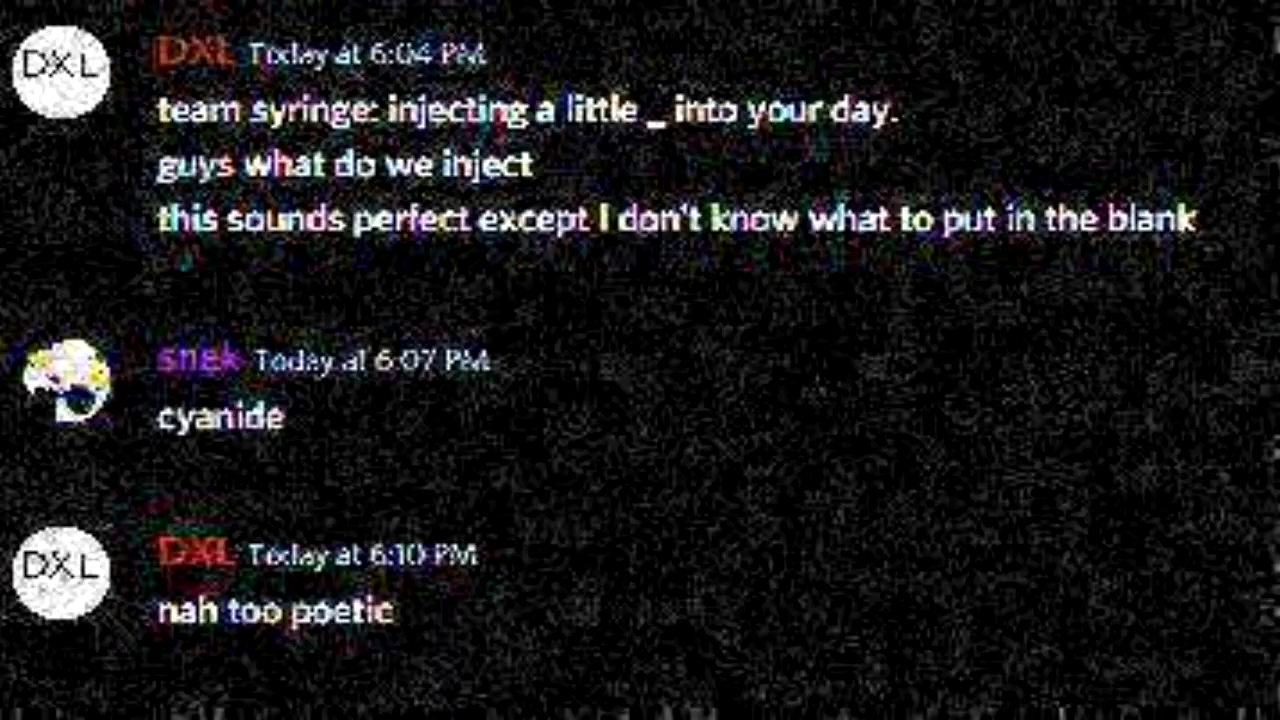 DXL
DXL Today at 6:04 PM
team syringe: injecting a little _ into your day.
guys what do we inject
this sounds perfect except I don't know what to put in the blank
snek Today at 6:07 PM
cyanide
DXL
DXL Today at 6:10 PM
nah too poetic